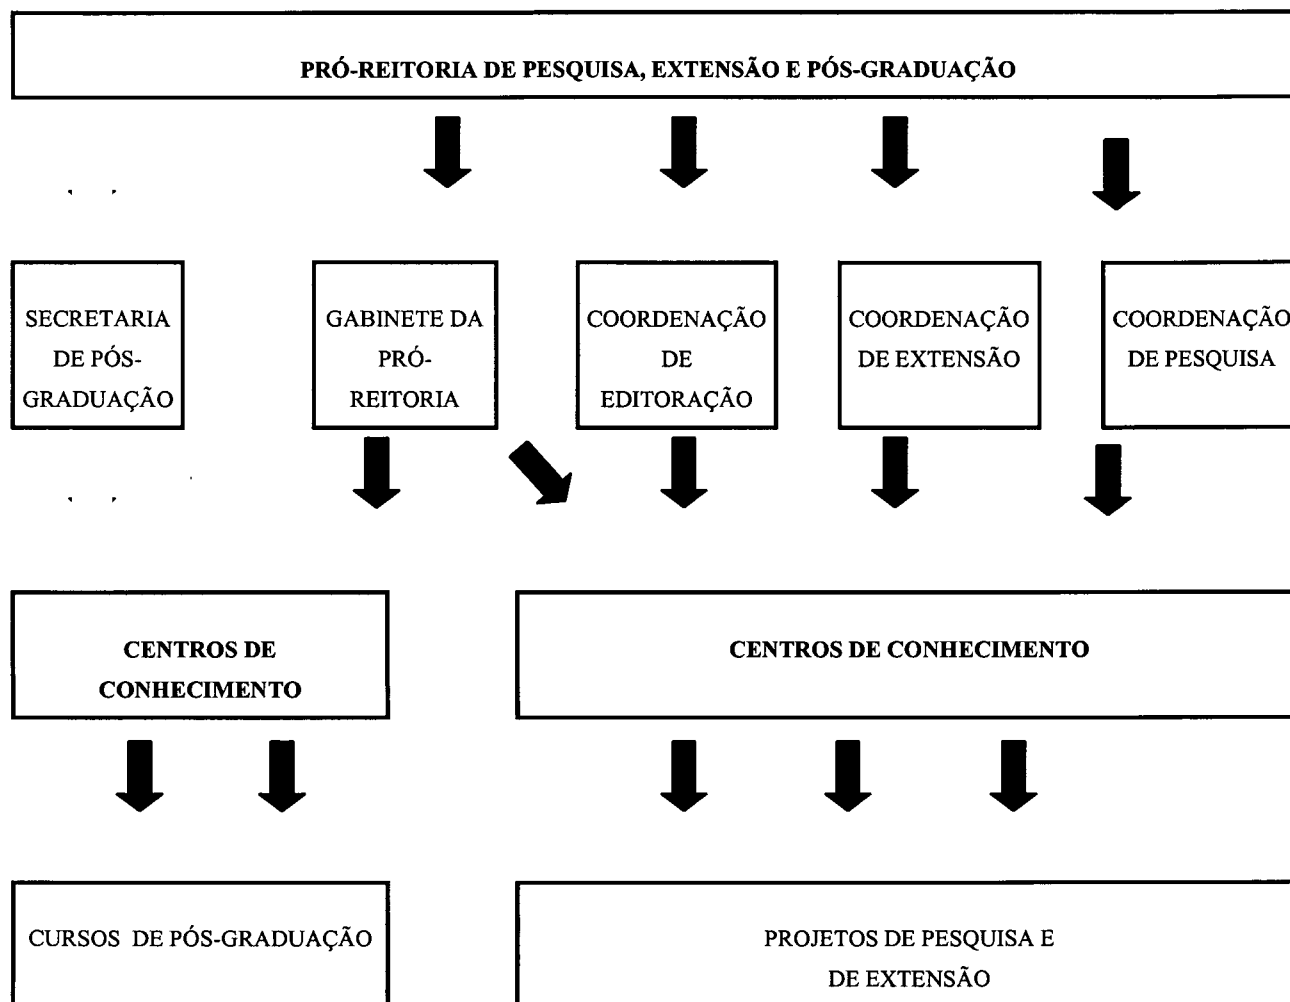 PRÓ-REITORIA DE PESQUISA, EXTENSÃO E PÓS-GRADUAÇÃO
SECRETARIA
DE PÓS-
GRADUAÇÃO
GABINETE DA
PRÓ-
REITORIA
COORDENAÇÃO
DE
EDITORAÇÃO
COORDENAÇÃO
DE EXTENSÃO
COORDENAÇÃO
DE PESQUISA
CENTROS DE
CONHECIMENTO
CENTROS DE CONHECIMENTO
CURSOS DE PÓS-GRADUAÇÃO
PROJETOS DE PESQUISA E
DE EXTENSÃO